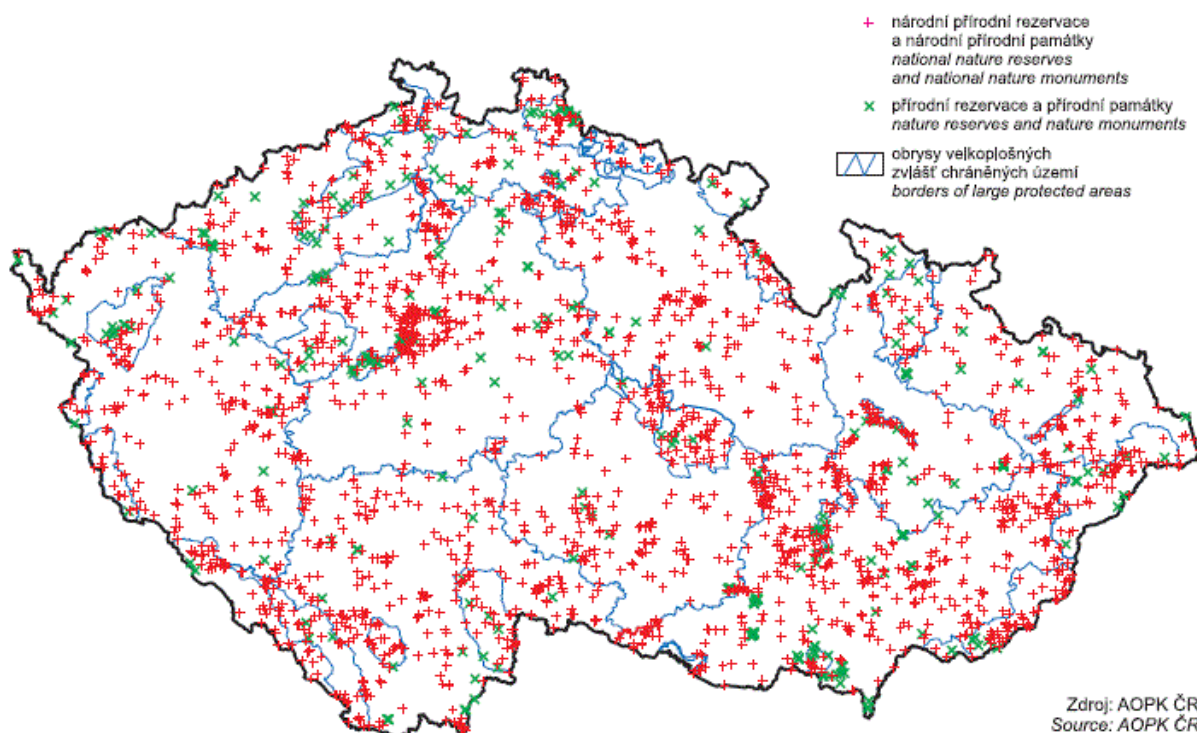 národní přírodní rezervace
a národní přírodní památky
national nature reserves
and national nature monuments
přírodní rezervace a přírodní památky
nature reserves and nature monuments
obrysy velkoplošných
zvlášť chráněných území
borders of large protected areas
Zdroj: AOPK ČR
Source: AOPK ČR